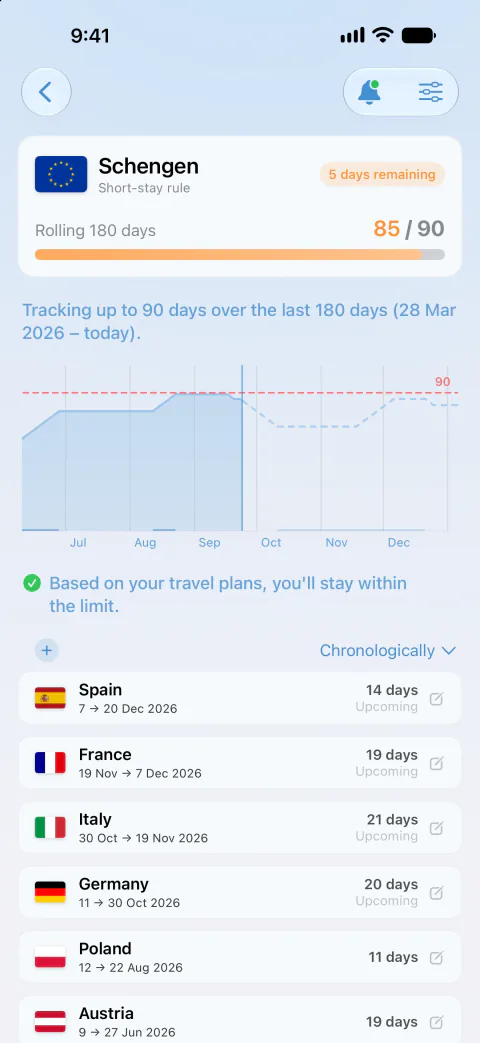 9:41
Schengen
Short-stay rule
5 days remaining
Rolling 180 days
85 / 90
Tracking up to 90 days over the last 180 days (28 Mar
2026 – today).
90
Jul Aug Sep Oct Nov Dec
Based on your travel plans, you'll stay within
the limit.
+
Chronologically
Spain
7 → 20 Dec 2026
14 days
Upcoming
France
19 Nov → 7 Dec 2026
19 days
Upcoming
Italy
30 Oct → 19 Nov 2026
21 days
Upcoming
Germany
11 → 30 Oct 2026
20 days
Upcoming
Poland
12 → 22 Aug 2026
11 days
Austria
9 → 27 Jun 2026
19 days